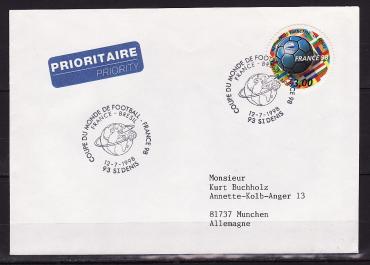 PRIORITAIRE
PRIORITY
FRANCE 98
3.00
COUPE DU MONDE DE FOOTBALL - FRANCE 98
FRANCE - BRESIL
12-7-1998
93 ST DENIS
COUPE DU MONDE DE FOOTBALL - FRANCE 98
FRANCE - BRESIL
12-7-1998
93 ST DENIS
Monsieur
Kurt Buchholz
Annette-Kolb-Anger 13
81737 Munchen
Allemagne